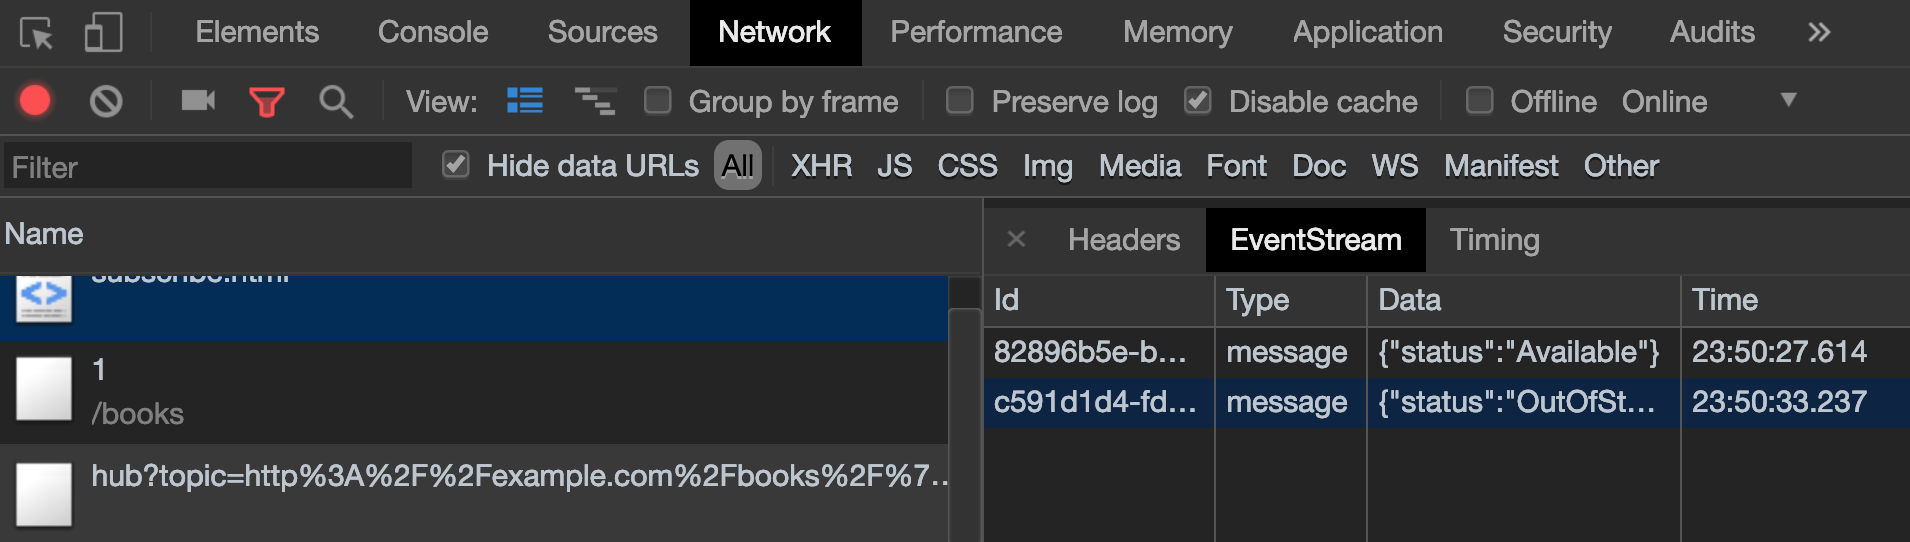 Elements Console Sources Network Performance Memory Application Security Audits »
View: Group by frame Preserve log Disable cache Offline Online
Filter Hide data URLs All XHR JS CSS Img Media Font Doc WS Manifest Other
Name
subscribe.html
1
/books
hub?topic=http%3A%2F%2Fexample.com%2Fbooks%2F%7...
× Headers EventStream Timing
Id Type Data Time
82896b5e-b... message {"status":"Available"} 23:50:27.614
c591d1d4-fd... message {"status":"OutOfSt... 23:50:33.237